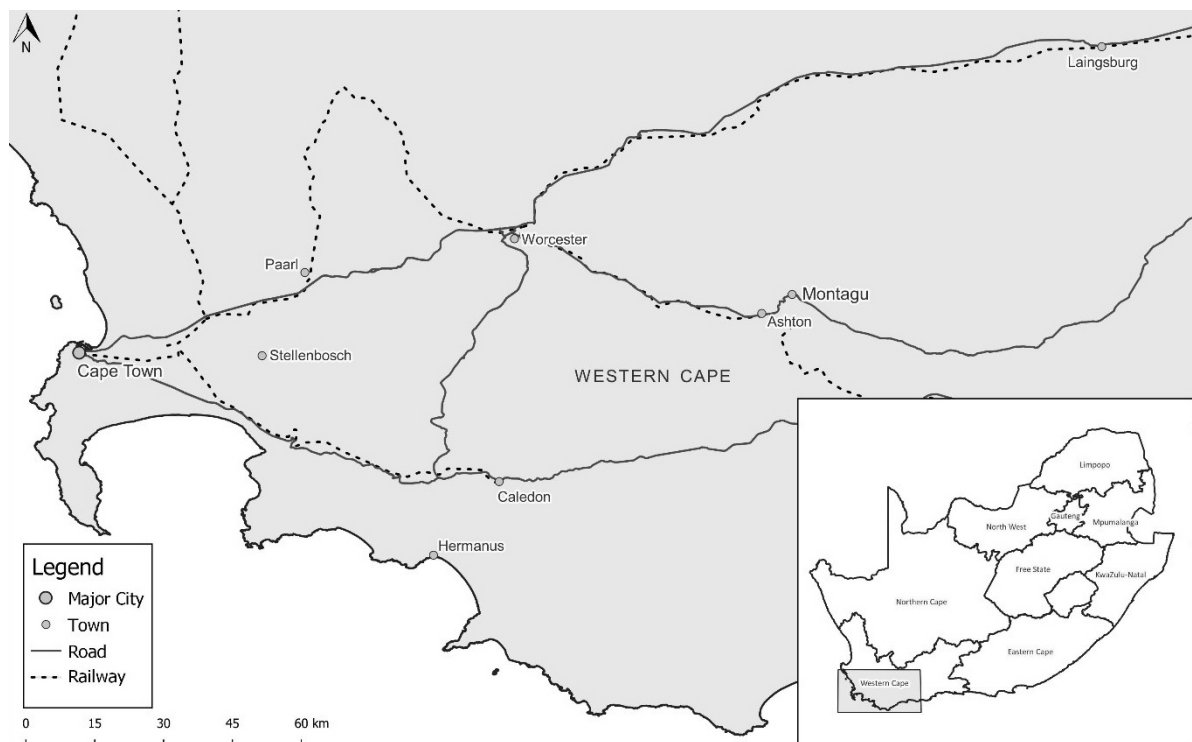 N
Laingsburg
Worcester
Paarl
Montagu
Ashton
Stellenbosch
Cape Town
WESTERN CAPE
Caledon
Hermanus
Legend
Major City
Town
Road
Railway
0 15 30 45 60 km
Limpopo
North West
Gauteng
Mpumalanga
Free State
KwaZulu-Natal
Northern Cape
Eastern Cape
Western Cape